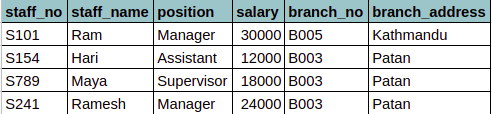 staff_no staff_name position salary branch_no branch_address
S101 Ram Manager 30000 B005 Kathmandu
S154 Hari Assistant 12000 B003 Patan
S789 Maya Supervisor 18000 B003 Patan
S241 Ramesh Manager 24000 B003 Patan